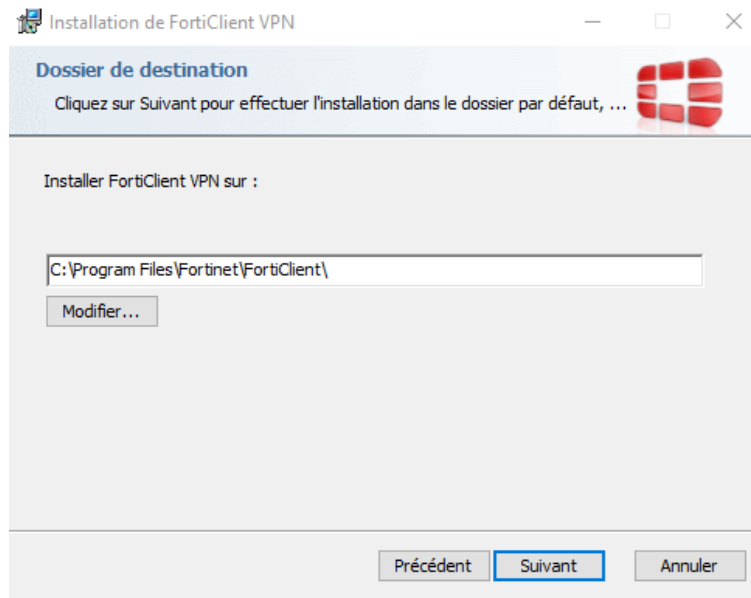 Installation de FortiClient VPN
Dossier de destination
Cliquez sur Suivant pour effectuer l'installation dans le dossier par défaut, ...
Installer FortiClient VPN sur :
C:\Program Files\Fortinet\FortiClient\
Modifier...
Précédent Suivant Annuler